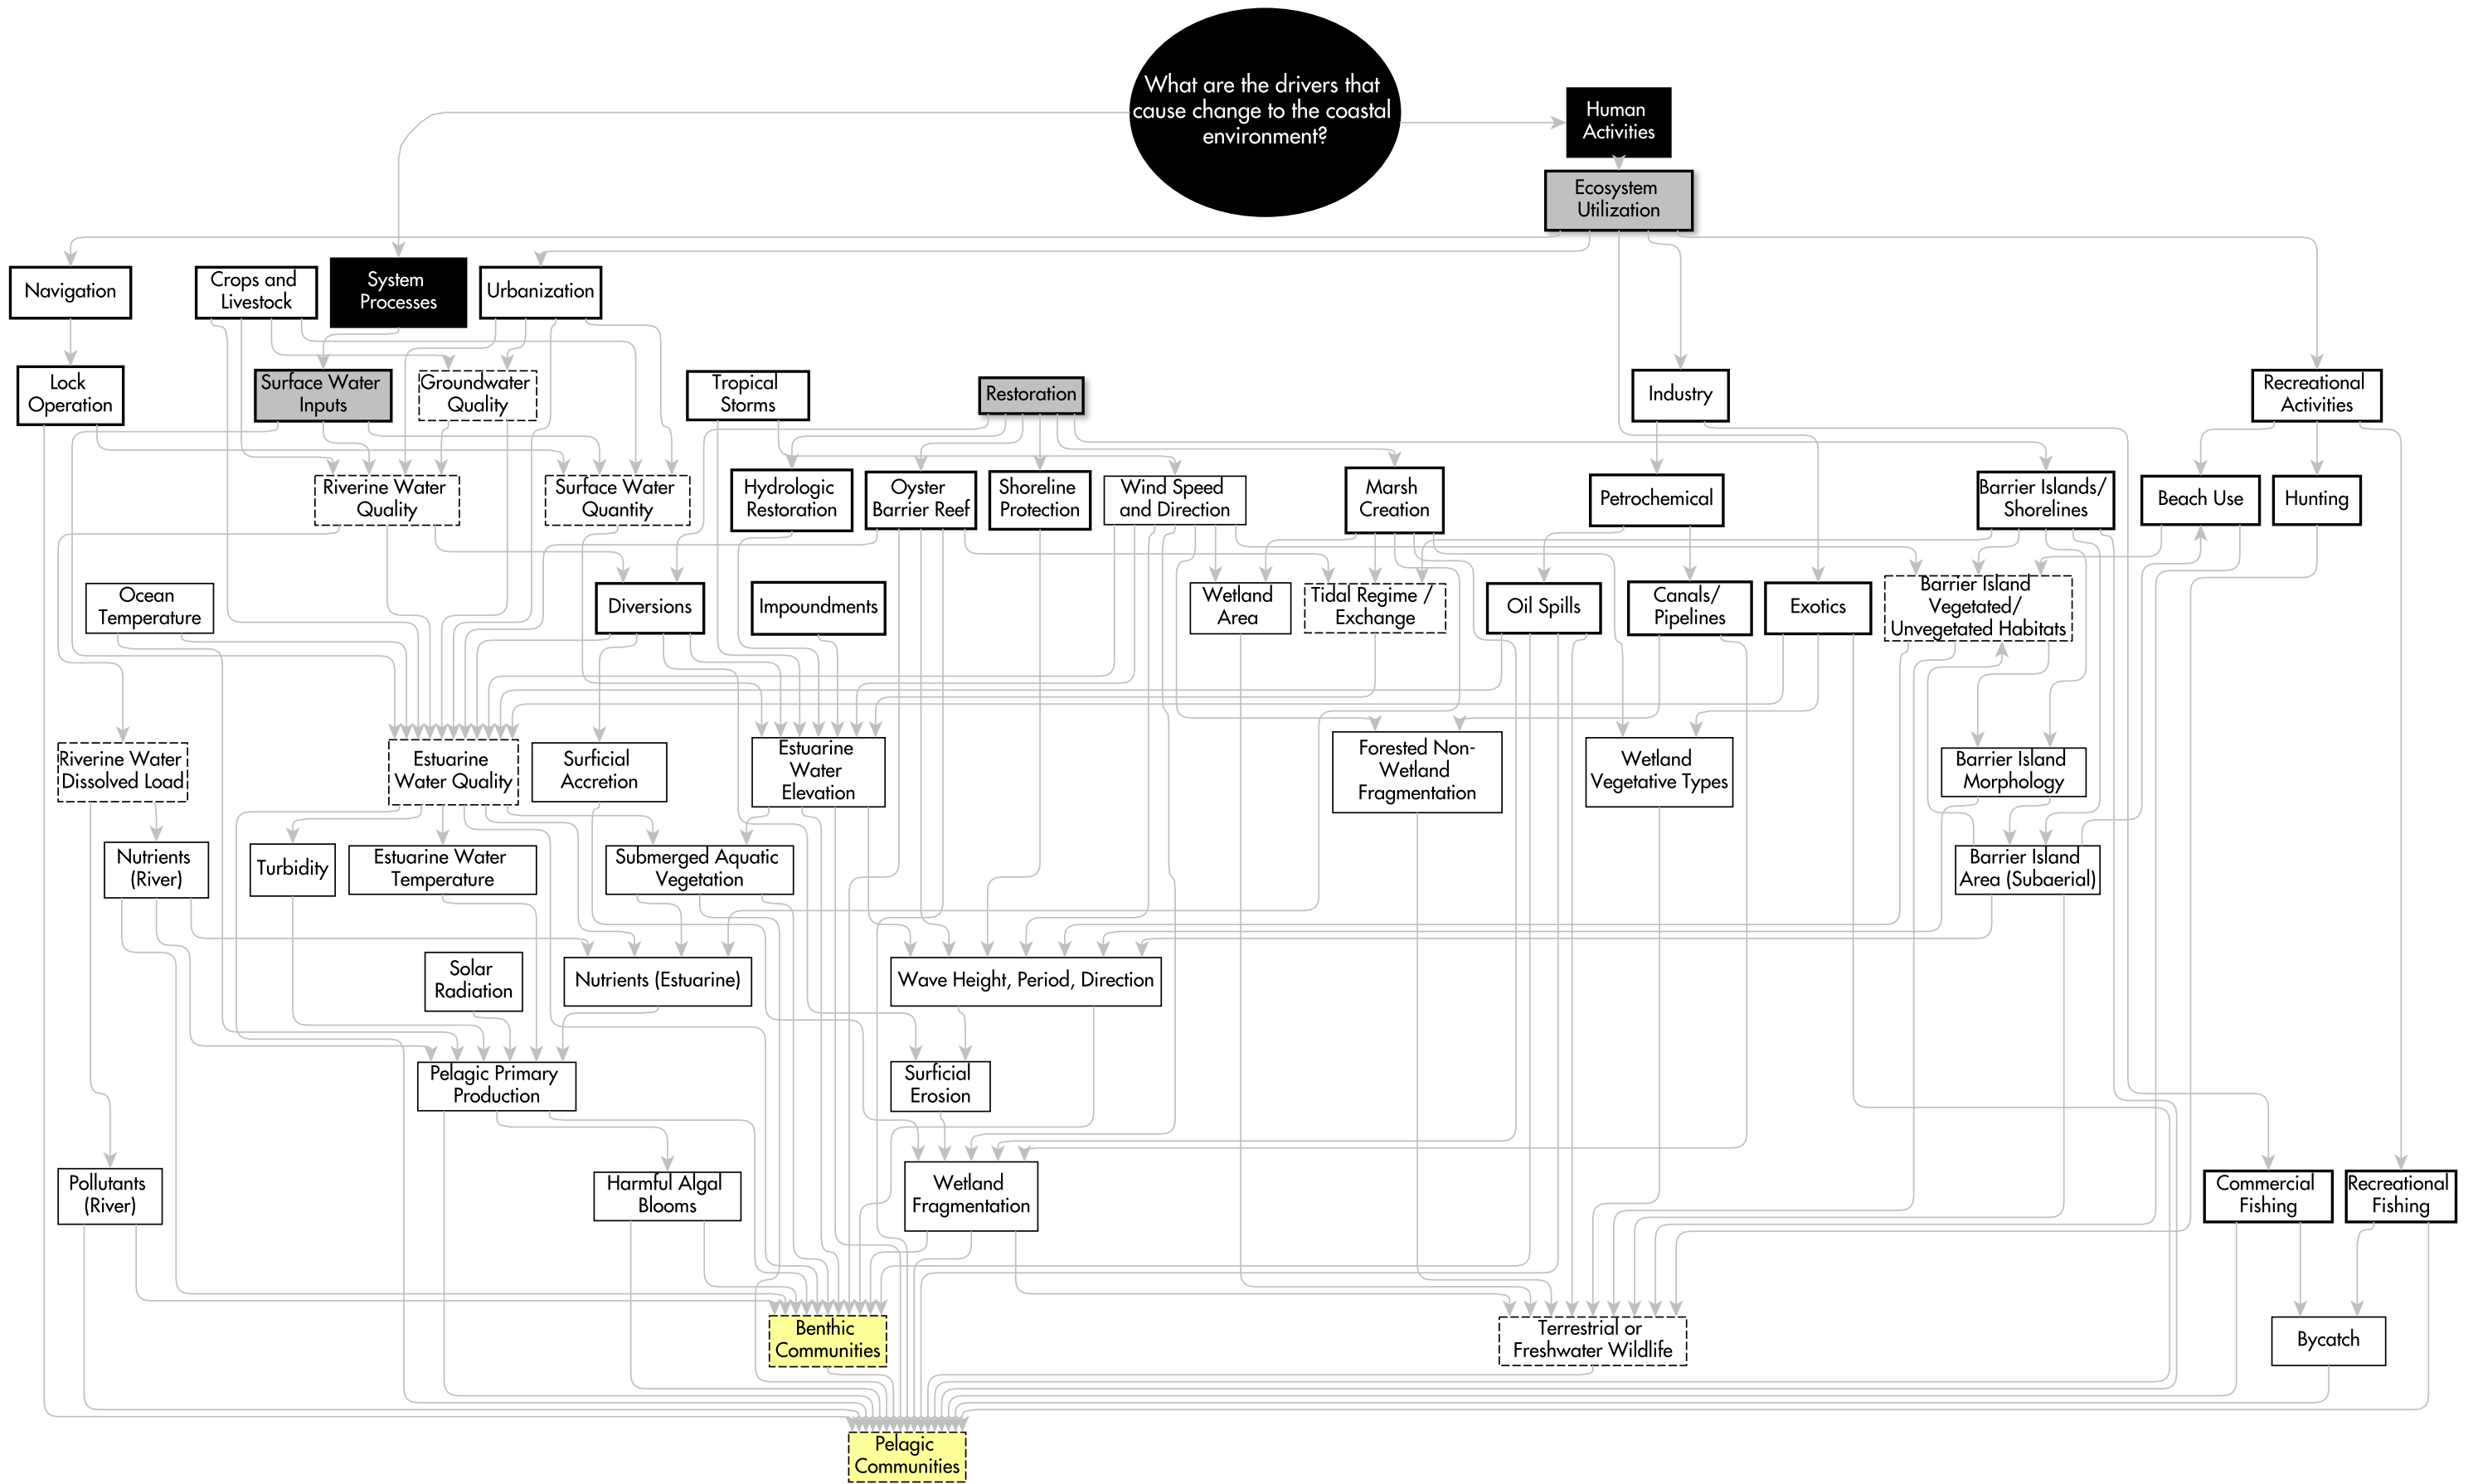 What are the drivers that
cause change to the coastal
environment?
Human
Activities
Ecosystem
Utilization
Navigation
Crops and
Livestock
System
Processes
Urbanization
Lock
Operation
Surface Water
Inputs
Groundwater
Quality
Tropical
Storms
Restoration
Industry
Recreational
Activities
Riverine Water
Quality
Surface Water
Quantity
Hydrologic
Restoration
Oyster
Barrier Reef
Shoreline
Protection
Wind Speed
and Direction
Marsh
Creation
Petrochemical
Barrier Islands/
Shorelines
Beach Use
Hunting
Ocean
Temperature
Diversions
Impoundments
Wetland
Area
Tidal Regime /
Exchange
Oil Spills
Canals/
Pipelines
Exotics
Barrier Island
Vegetated/
Unvegetated Habitats
Riverine Water
Dissolved Load
Estuarine
Water Quality
Surficial
Accretion
Estuarine
Water
Elevation
Forested Non-
Wetland
Fragmentation
Wetland
Vegetative Types
Barrier Island
Morphology
Nutrients
(River)
Turbidity
Estuarine Water
Temperature
Submerged Aquatic
Vegetation
Barrier Island
Area (Subaerial)
Solar
Radiation
Nutrients (Estuarine)
Wave Height, Period, Direction
Pelagic Primary
Production
Surficial
Erosion
Pollutants
(River)
Harmful Algal
Blooms
Wetland
Fragmentation
Commercial
Fishing
Recreational
Fishing
Benthic
Communities
Terrestrial or
Freshwater Wildlife
Bycatch
Pelagic
Communities